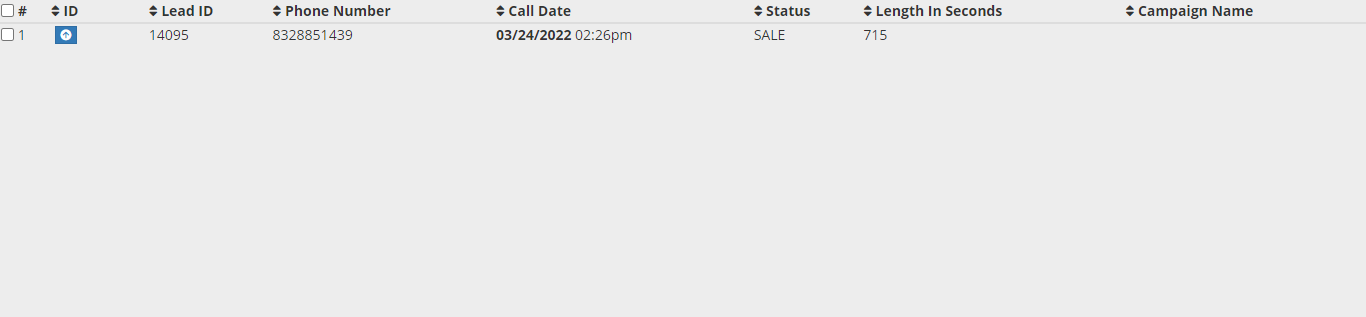 # ID Lead ID Phone Number Call Date Status Length In Seconds Campaign Name
1 14095 8328851439 03/24/2022 02:26pm SALE 715